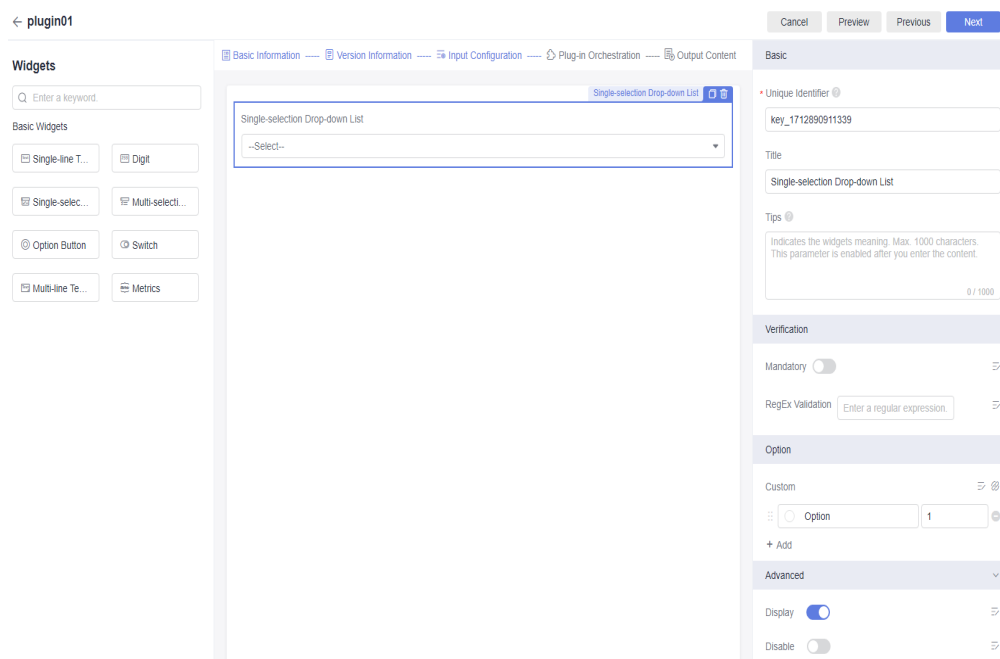 plugin01
Cancel
Preview
Previous
Next
Widgets
Enter a keyword.
Basic Widgets
Single-line T...
Digit
Single-selec...
Multi-selecti...
Option Button
Switch
Multi-line Te...
Metrics
Basic Information ----- Version Information ----- Input Configuration ----- Plug-in Orchestration ----- Output Content
Single-selection Drop-down List
Single-selection Drop-down List
--Select--
Basic
* Unique Identifier
key_1712890911339
Title
Single-selection Drop-down List
Tips
Indicates the widgets meaning. Max. 1000 characters.
This parameter is enabled after you enter the content.
0 / 1000
Verification
Mandatory
RegEx Validation
Enter a regular expression.
Option
Custom
Option
1
+ Add
Advanced
Display
Disable